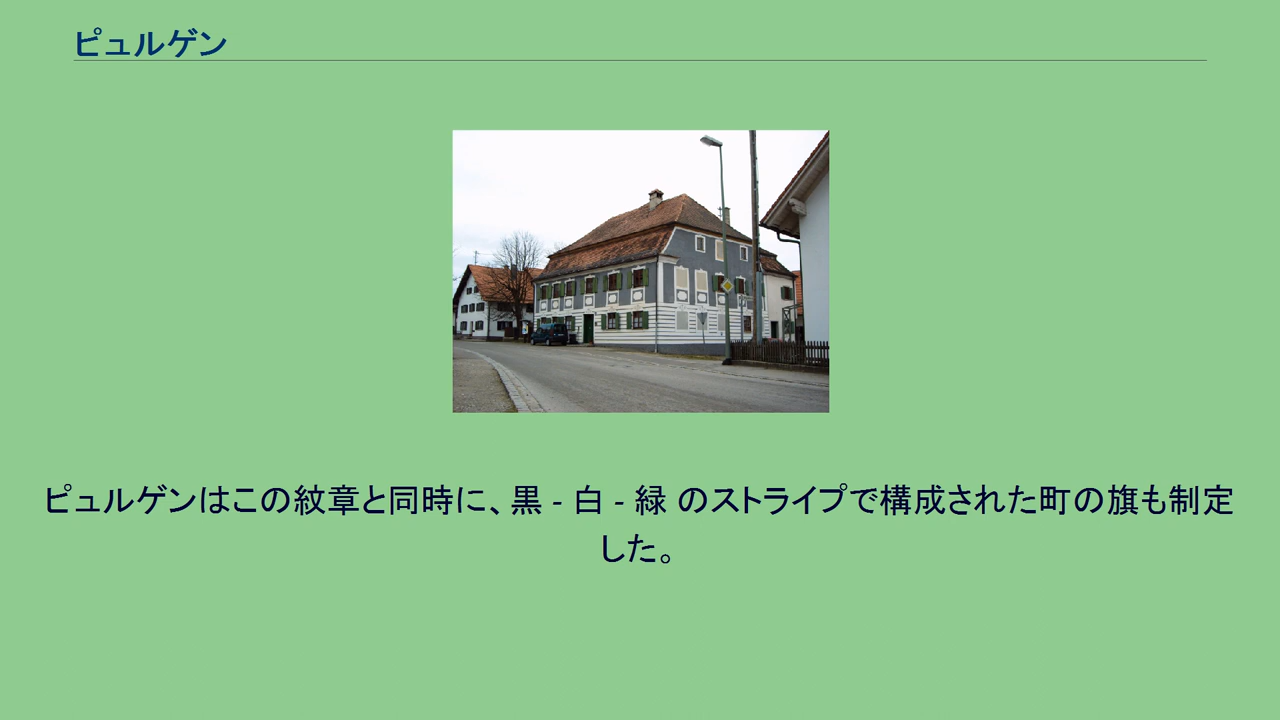 ピュルゲン
ピュルゲンはこの紋章と同時に、黒 - 白 - 緑 のストライプで構成された町の旗も制定
した。